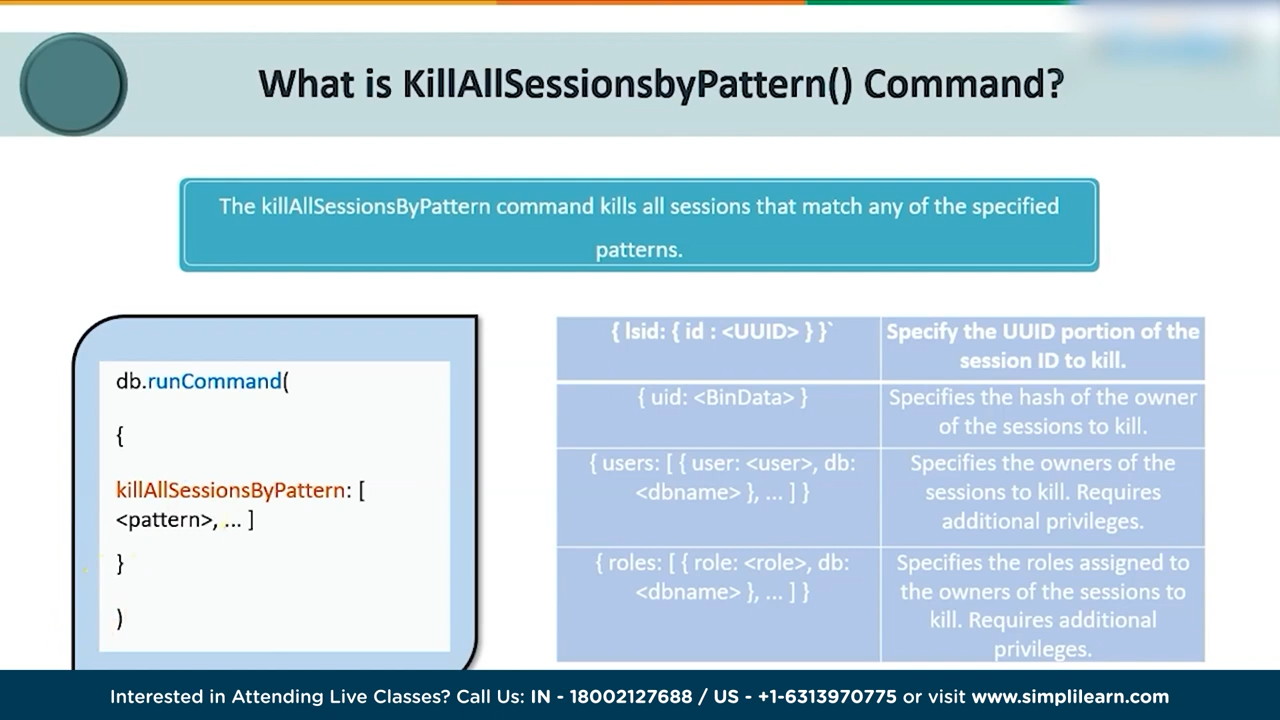 What is KillAllSessionsbyPattern() Command?
The killAllSessionsByPattern command kills all sessions that match any of the specified
patterns.
db.runCommand(
{
killAllSessionsByPattern: [
<pattern>, ... ]
}
)
{ lsid: { id : <UUID> } }`
Specify the UUID portion of the
session ID to kill.
{ uid: <BinData> }
Specifies the hash of the owner
of the sessions to kill.
{ users: [ { user: <user>, db:
<dbname> }, ... ] }
Specifies the owners of the
sessions to kill. Requires
additional privileges.
{ roles: [ { role: <role>, db:
<dbname> }, ... ] }
Specifies the roles assigned to
the owners of the sessions to
kill. Requires additional
privileges.
Interested in Attending Live Classes? Call Us: IN - 18002127688 / US - +1-6313970775 or visit www.simplilearn.com